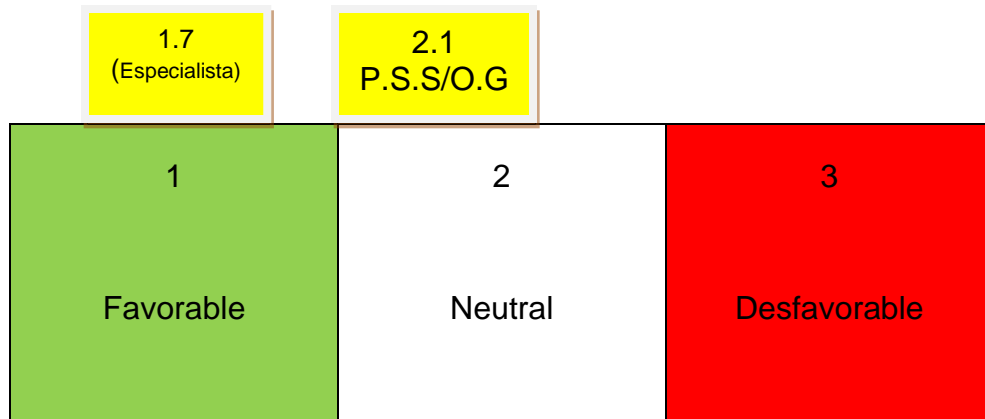 1.7
(Especialista)
2.1
P.S.S/O.G
1
2
3
Favorable
Neutral
Desfavorable